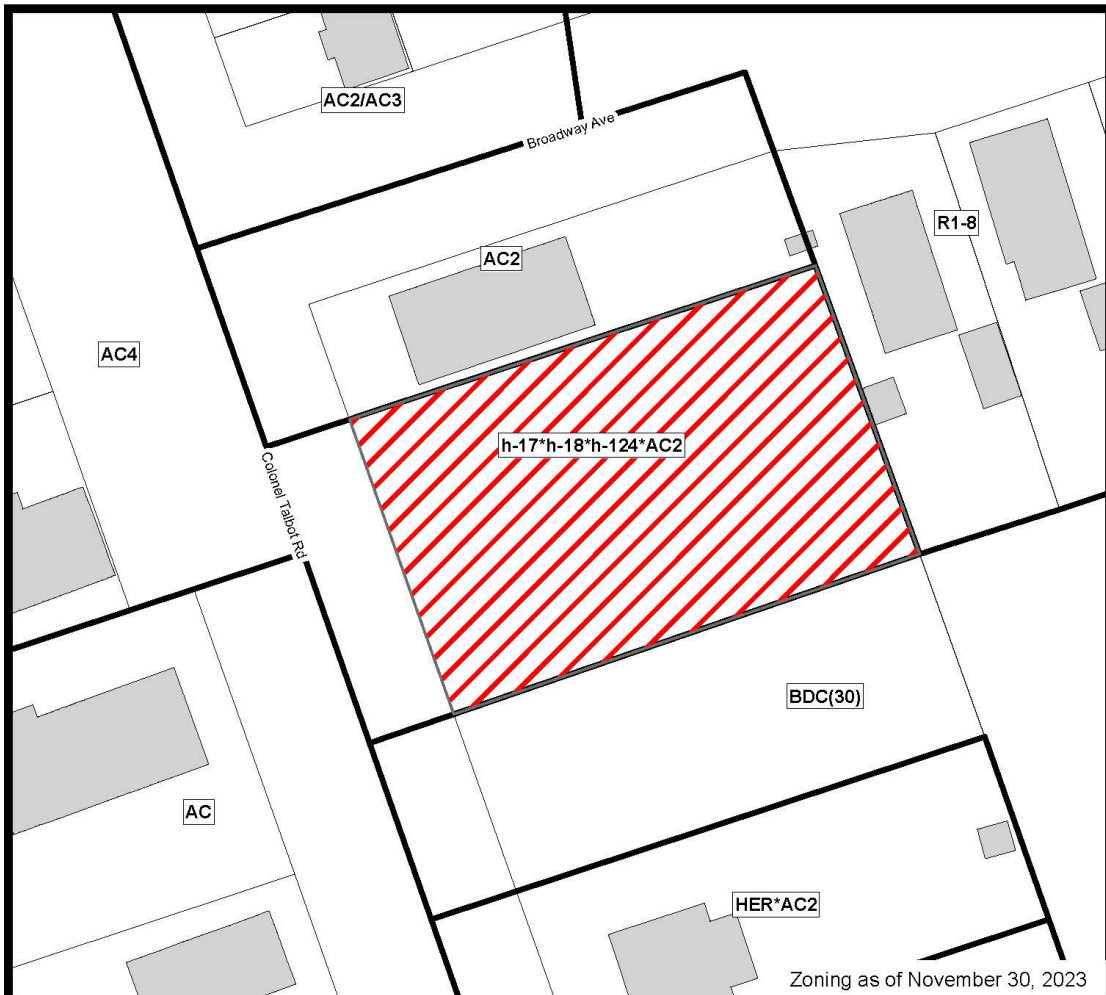 AC2/AC3
Broadway Ave
R1-8
AC2
AC4
h-17*h-18*h-124*AC2
Colonel Talbot Rd
BDC(30)
AC
HER*AC2
Zoning as of November 30, 2023